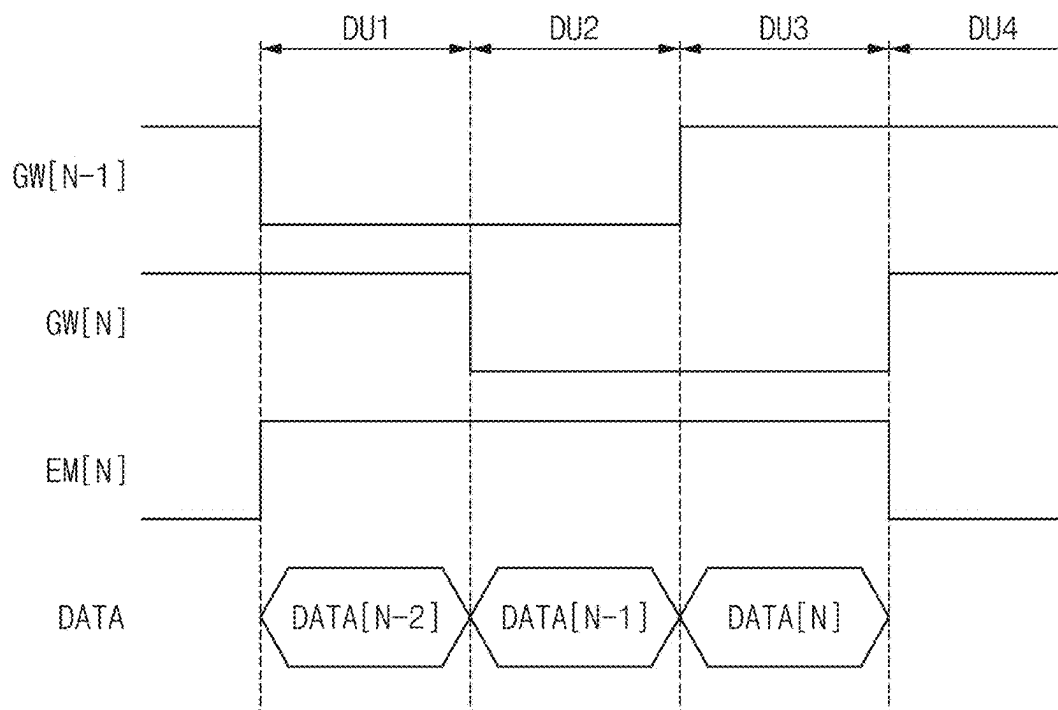 DU1 DU2 DU3 DU4
GW[N-1]
GW[N]
EM[N]
DATA DATA[N-2] DATA[N-1] DATA[N]